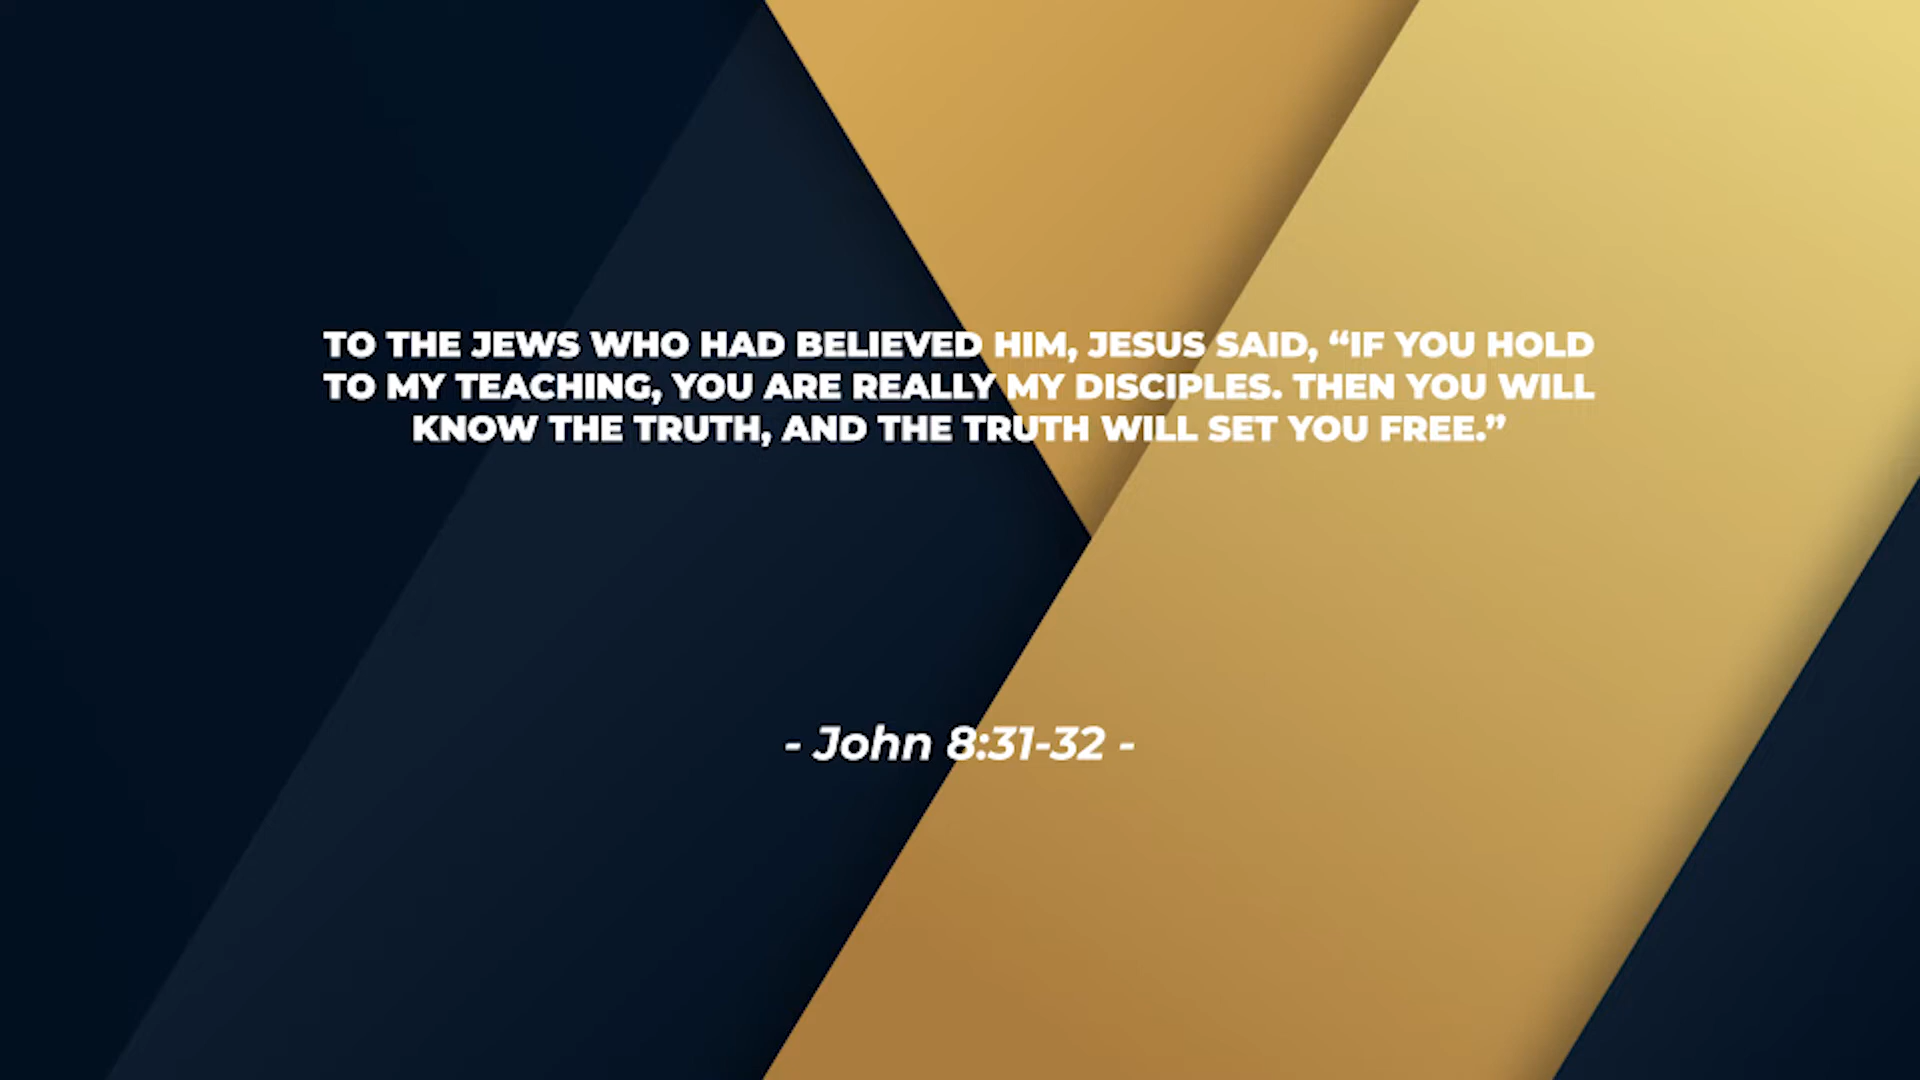 TO THE JEWS WHO HAD BELIEVED HIM, JESUS SAID, “IF YOU HOLD
TO MY TEACHING, YOU ARE REALLY MY DISCIPLES. THEN YOU WILL
KNOW THE TRUTH, AND THE TRUTH WILL SET YOU FREE.”
- John 8:31-32 -